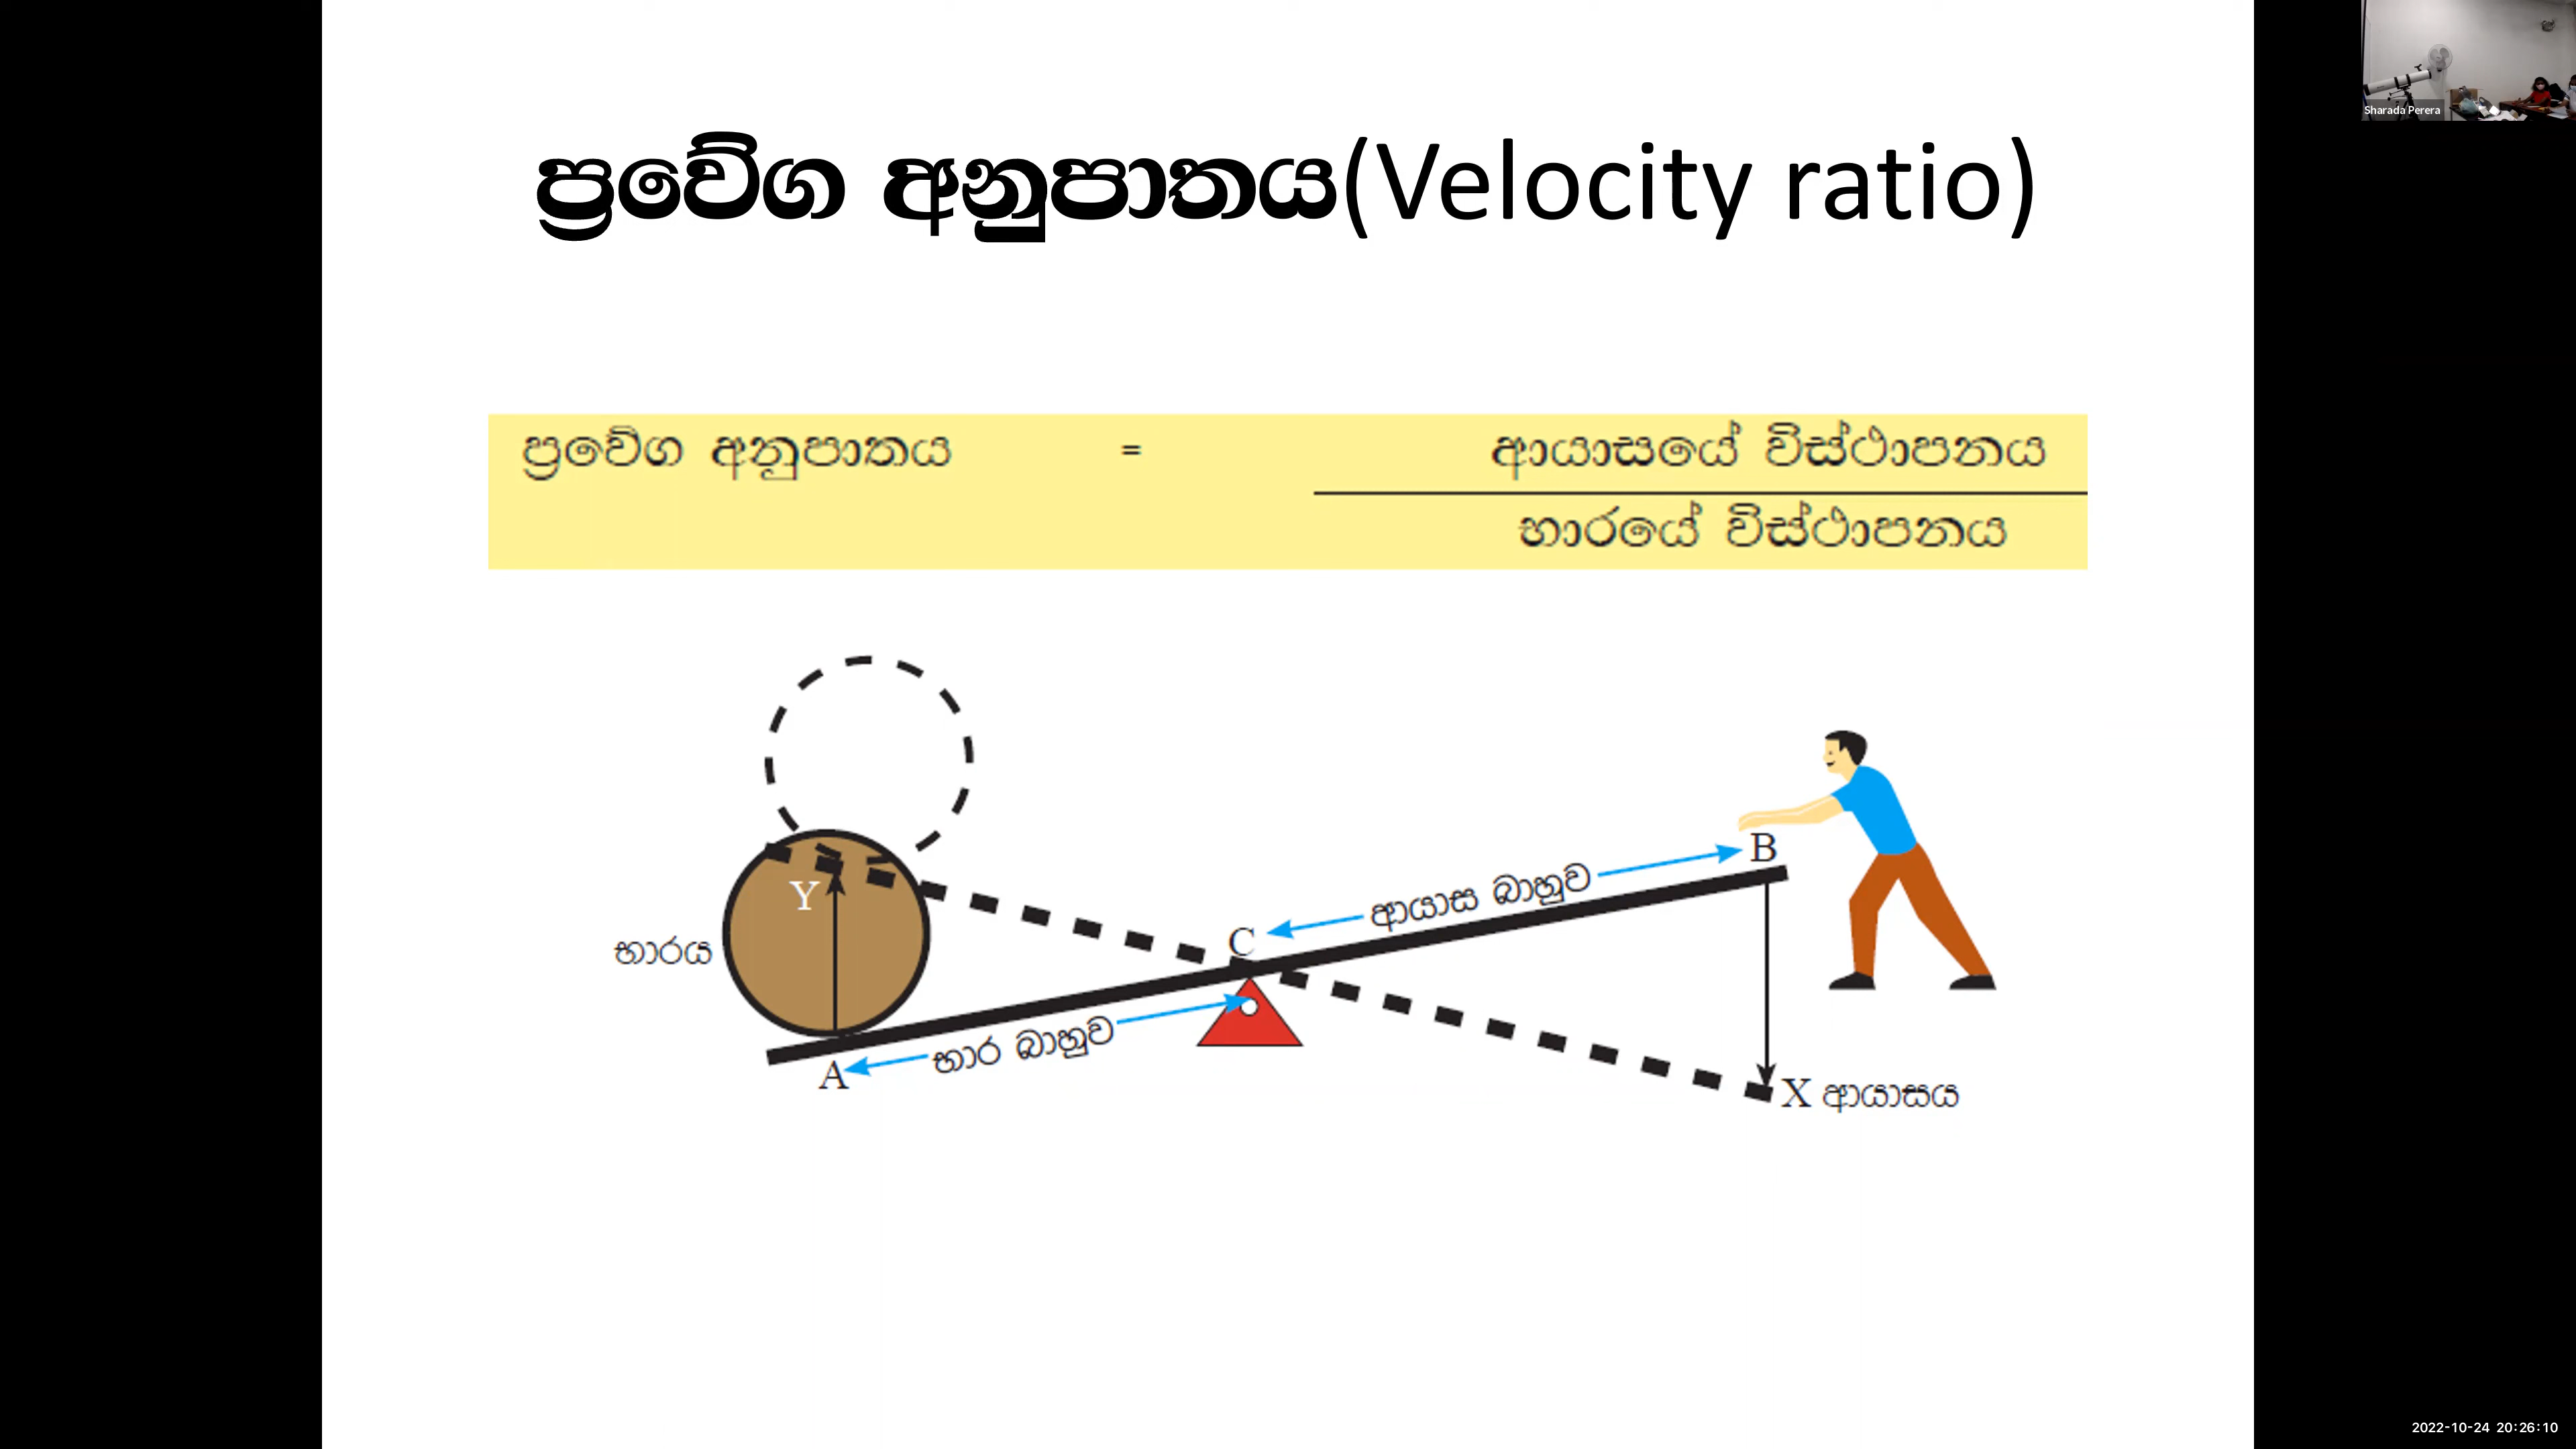 Sharada Perera
ප්‍රවේග අනුපාතය(Velocity ratio)
ප්‍රවේග අනුපාතය = ආයාසයේ විස්ථාපනය
භාරයේ විස්ථාපනය
B
ආයාස බාහුව
Y
C
භාරය
භාර බාහුව
A
X ආයාසය
2022-10-24 20:26:10